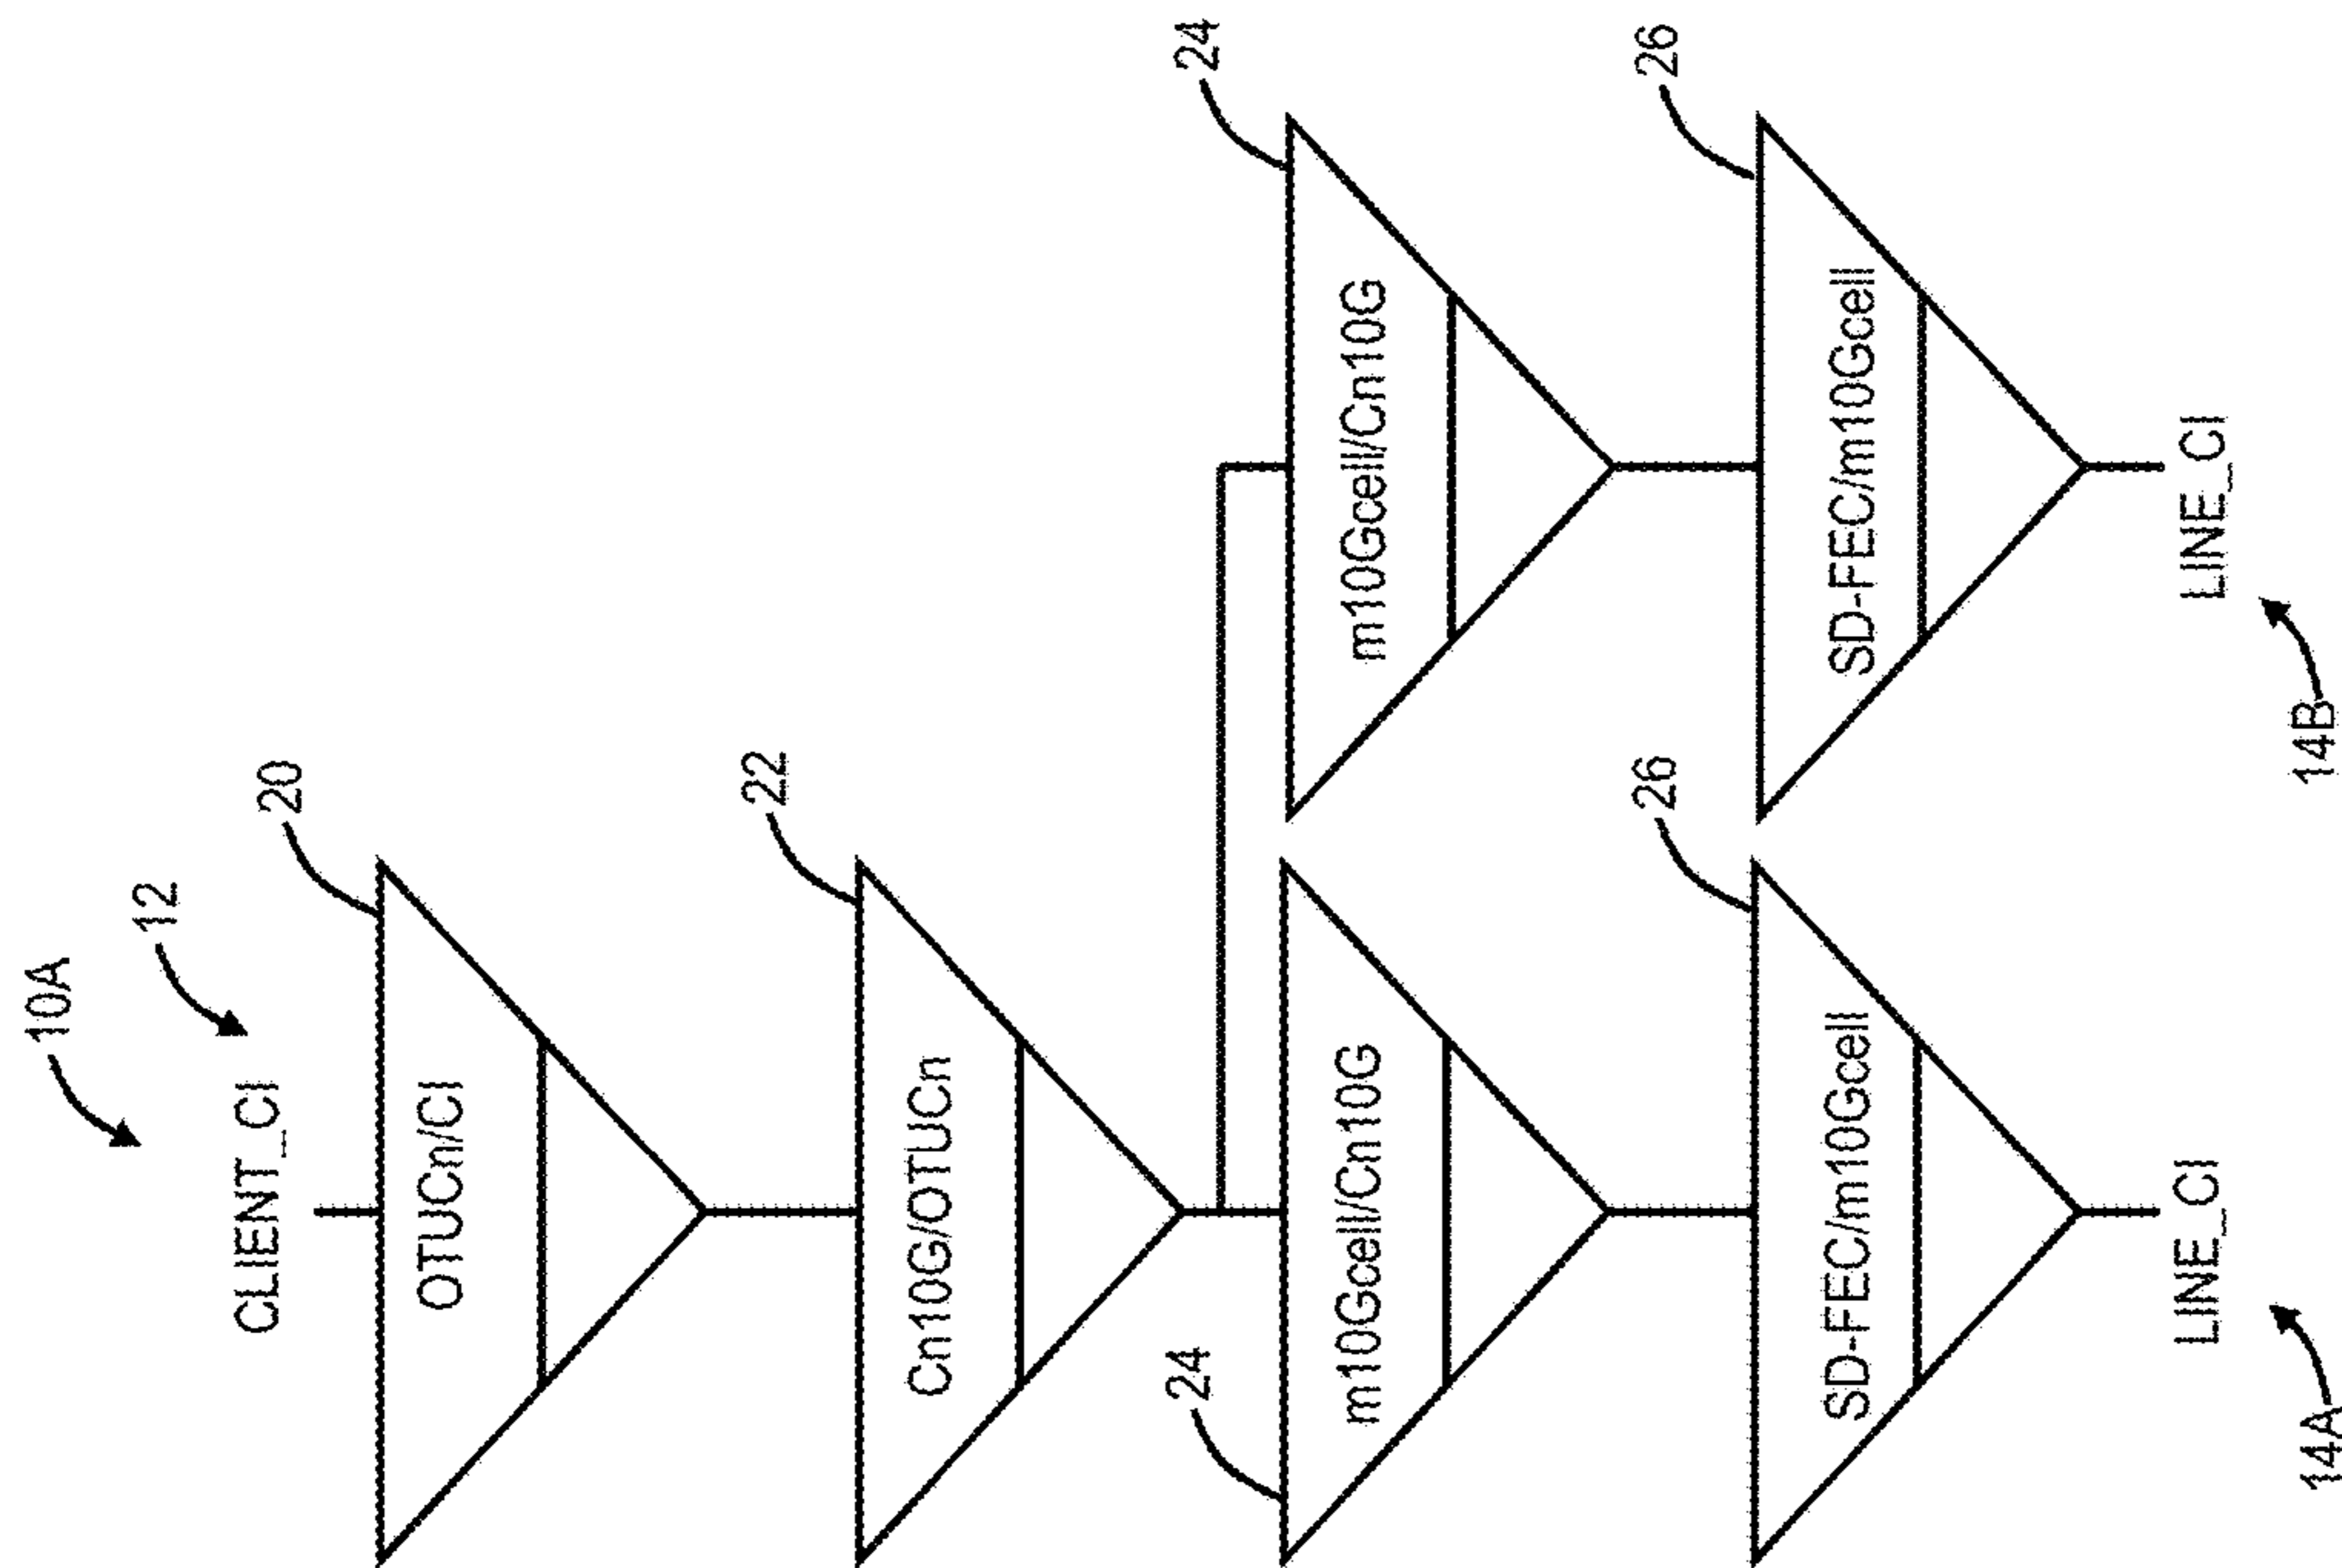 10A
12
CLIENT_CI
20
OTUCn/CI
22
Cn10G/OTUCn
24
m10Gcell/Cn10G
24
m10Gcell/Cn10G
26
SD-FEC/m10Gcell
26
SD-FEC/m10Gcell
LINE_CI
LINE_CI
14A
14B